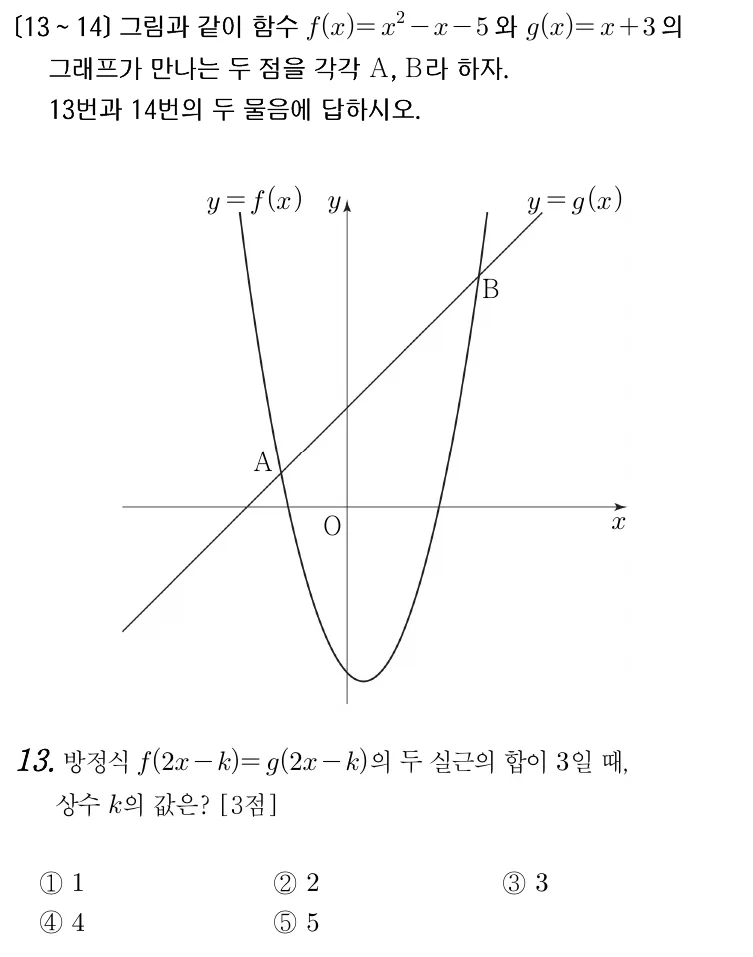 [13 ~ 14] 그림과 같이 함수 f(x)=x²-x-5와 g(x)=x+3의
그래프가 만나는 두 점을 각각 A, B라 하자.
13번과 14번의 두 물음에 답하시오.
y=f(x) y y=g(x)
B
A
O
x
13. 방정식 f(2x-k)=g(2x-k)의 두 실근의 합이 3일 때,
상수 k의 값은? [3점]
① 1 ② 2 ③ 3
④ 4 ⑤ 5